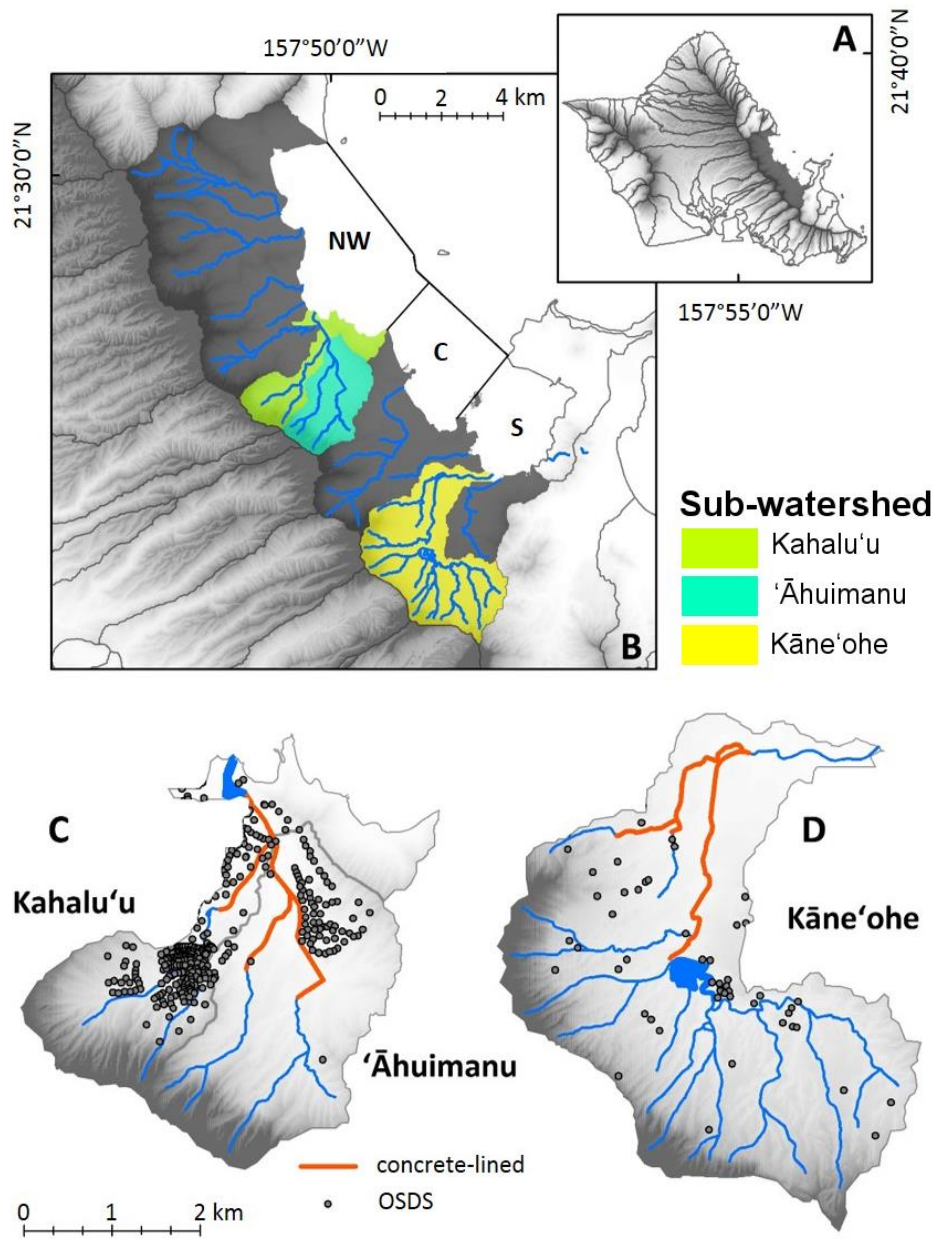 157°50’0”W
A
21°40’0”N
0 2 4 km
21°30’0”N
NW
157°55’0”W
C
S
Sub-watershed
Kahaluʻu
ʻĀhuimanu
Kāneʻohe
B
C
D
Kahaluʻu
Kāneʻohe
ʻĀhuimanu
concrete-lined
OSDS
0 1 2 km